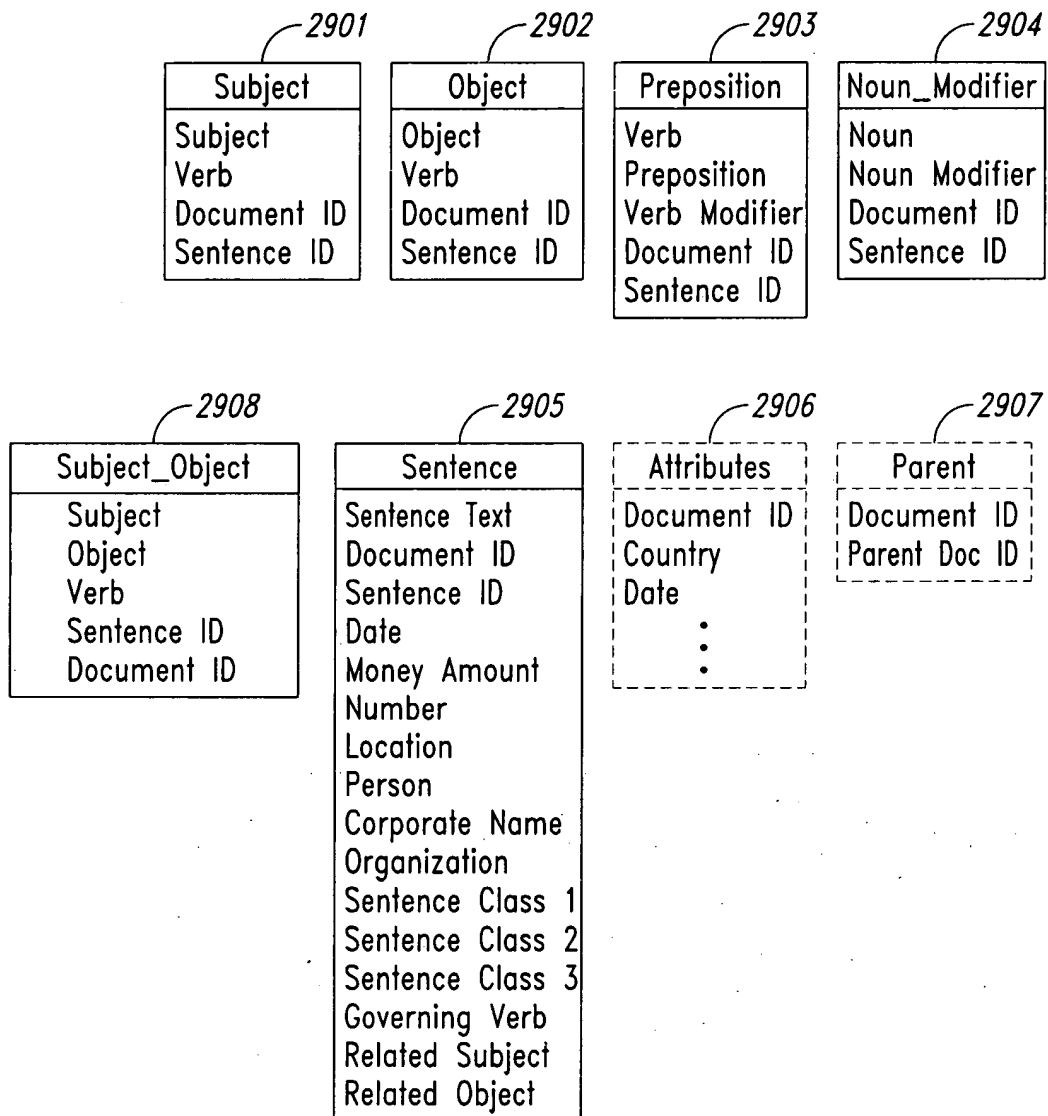 2901
Subject
Subject
Verb
Document ID
Sentence ID
2902
Object
Object
Verb
Document ID
Sentence ID
2903
Preposition
Verb
Preposition
Verb Modifier
Document ID
Sentence ID
2904
Noun_Modifier
Noun
Noun Modifier
Document ID
Sentence ID
2908
Subject_Object
Subject
Object
Verb
Sentence ID
Document ID
2905
Sentence
Sentence Text
Document ID
Sentence ID
Date
Money Amount
Number
Location
Person
Corporate Name
Organization
Sentence Class 1
Sentence Class 2
Sentence Class 3
Governing Verb
Related Subject
Related Object
2906
Attributes
Document ID
Country
Date
2907
Parent
Document ID
Parent Doc ID